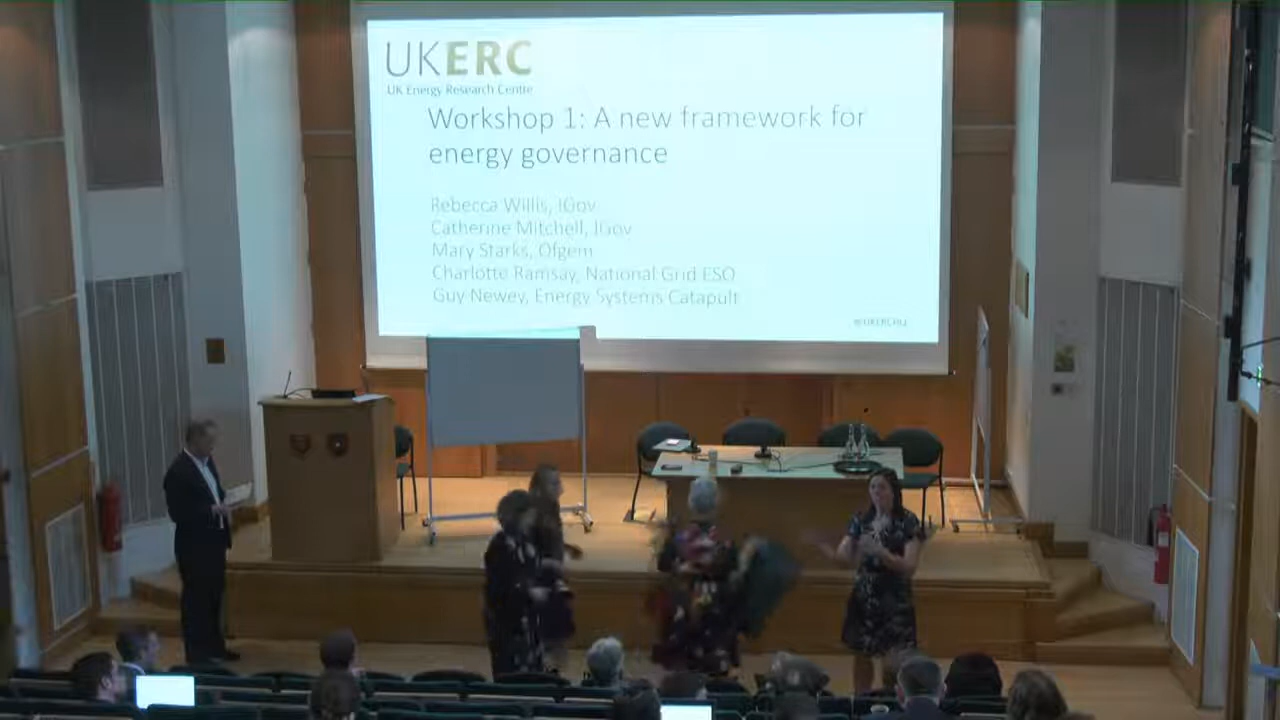 UKERC
UK Energy Research Centre
Workshop 1: A new framework for
energy governance
Rebecca Willis, IGov
Catherine Mitchell, IGov
Mary Starks, Ofgem
Charlotte Ramsay, National Grid ESO
Guy Newey, Energy Systems Catapult
@UKERCHQ